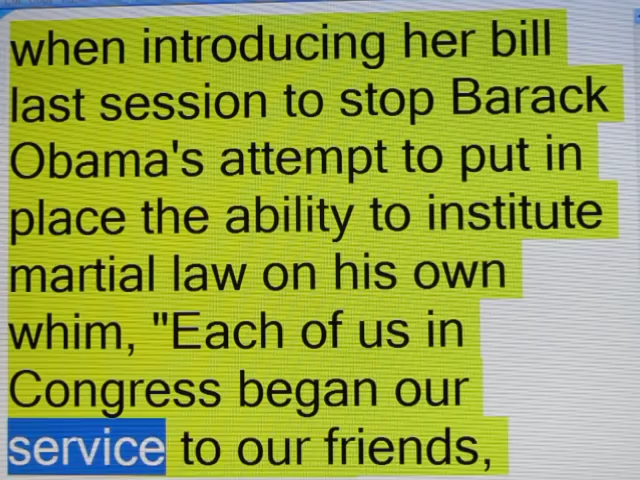 when introducing her bill
last session to stop Barack
Obama's attempt to put in
place the ability to institute
martial law on his own
whim, "Each of us in
Congress began our
service to our friends,